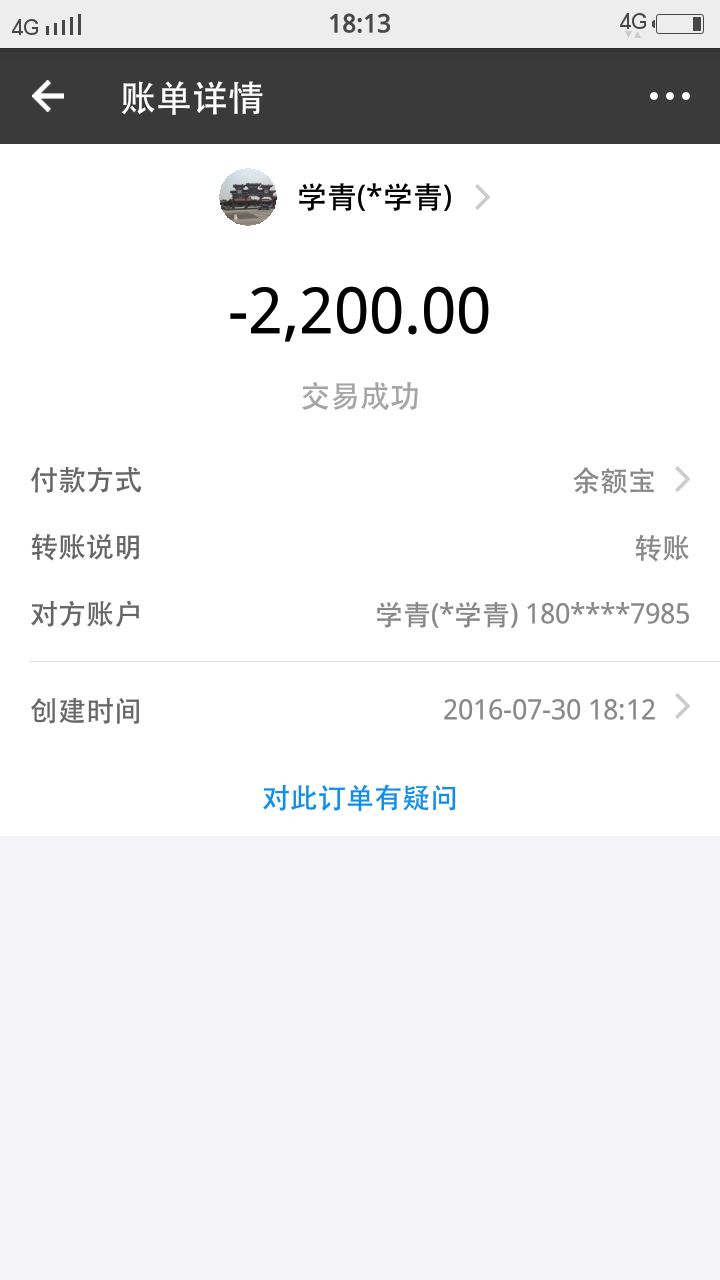 4G 18:13 4G
账单详情
学青(*学青)
-2,200.00
交易成功
付款方式 余额宝
转账说明 转账
对方账户 学青(*学青) 180****7985
创建时间 2016-07-30 18:12
对此订单有疑问